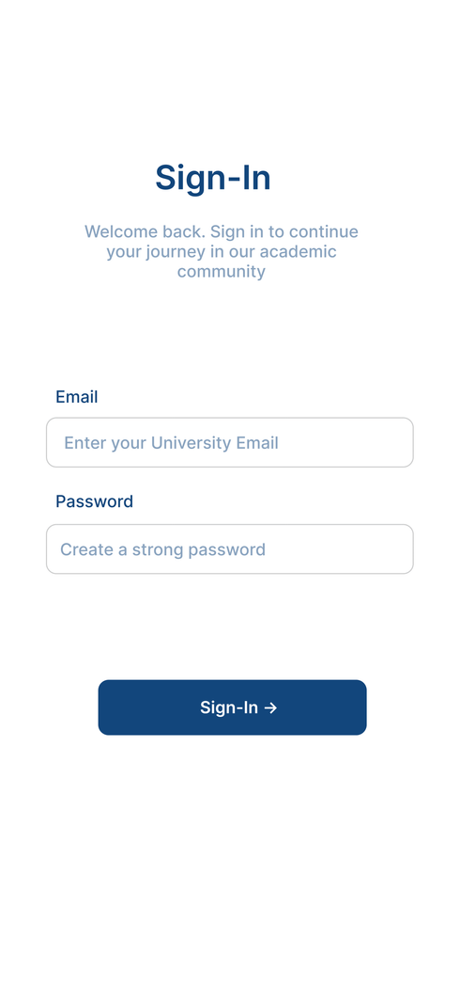 Sign-In
Welcome back. Sign in to continue
your journey in our academic
community
Email
Enter your University Email
Password
Create a strong password
Sign-In →